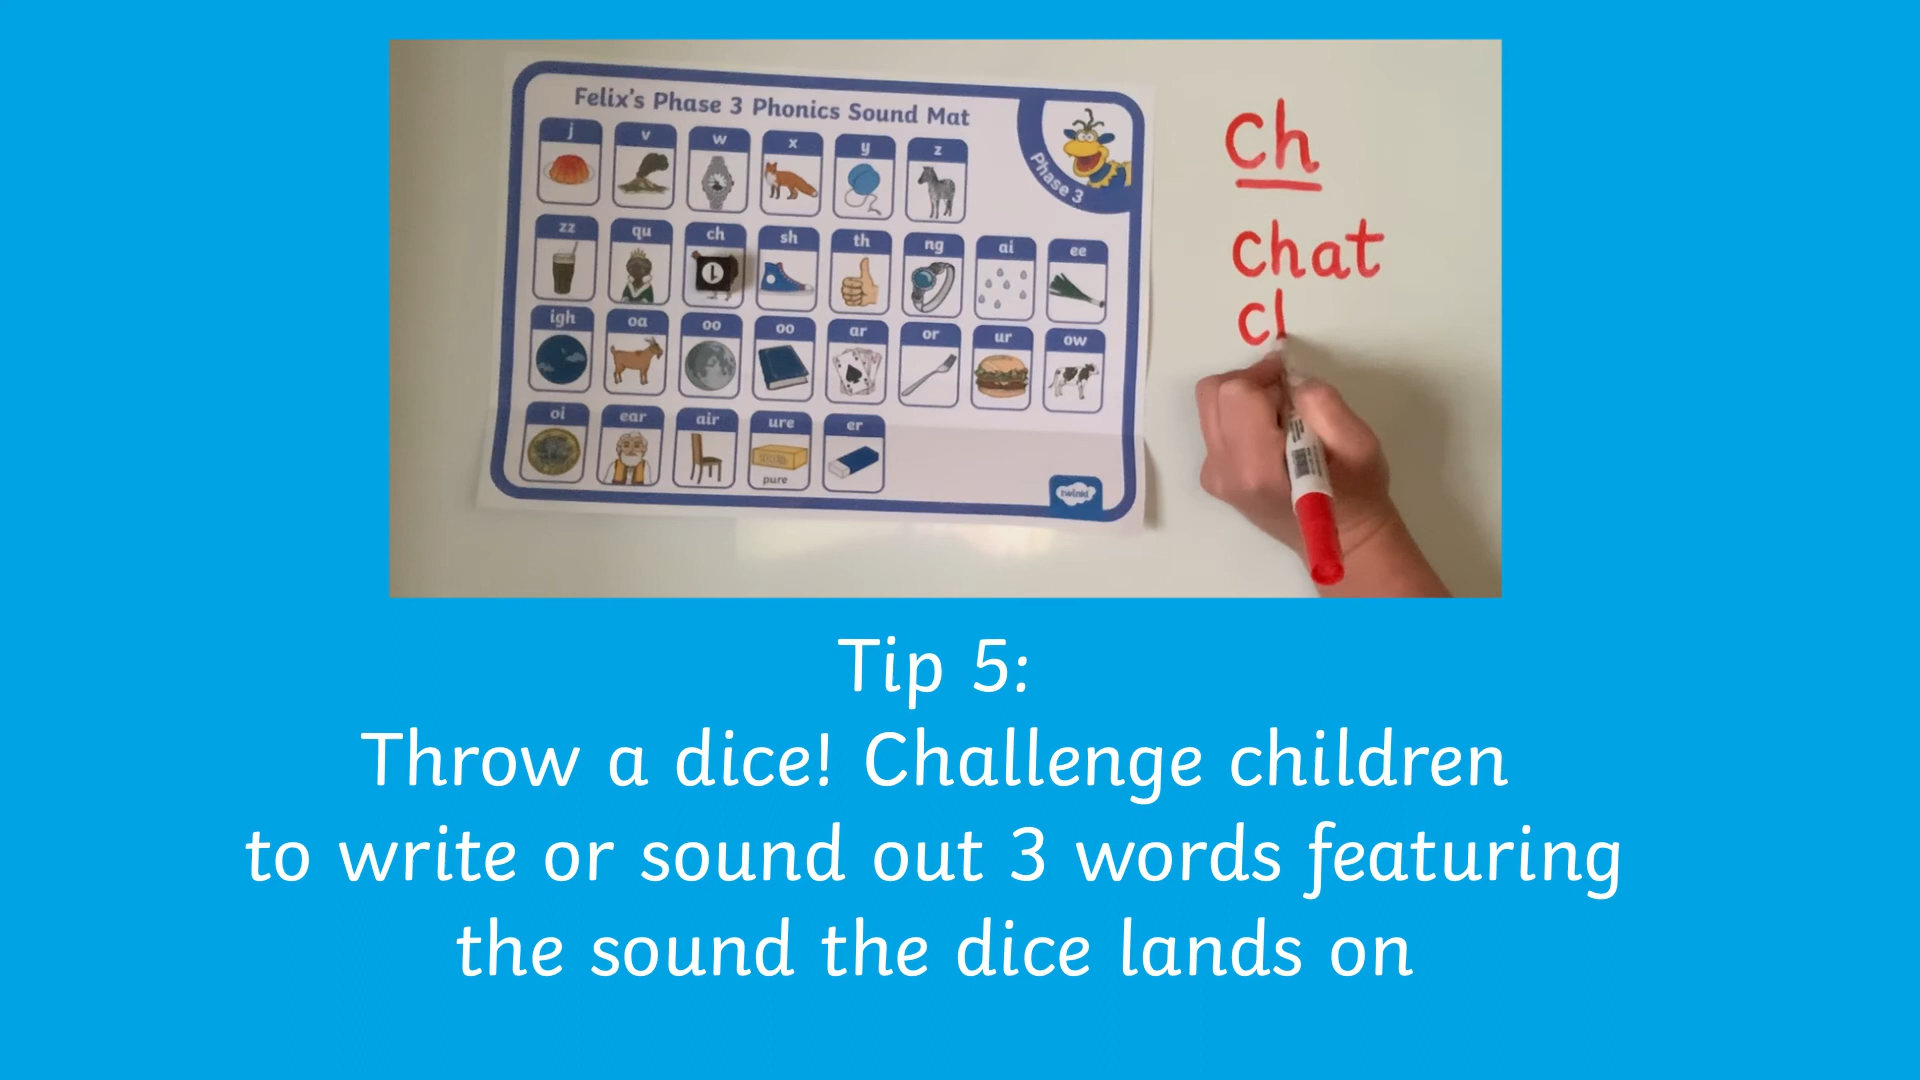 Felix's Phase 3 Phonics Sound Mat
Phase 3
j v w x y z
zz qu ch sh th ng ai ee
igh oa oo oo ar or ur ow
oi ear air ure er
pure
twinkl
ch
chat
ch
Tip 5:
Throw a dice! Challenge children
to write or sound out 3 words featuring
the sound the dice lands on